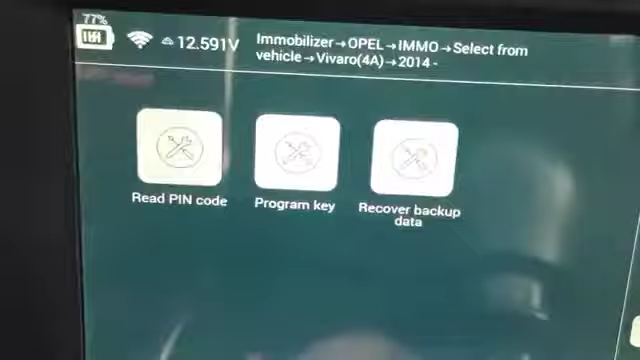 77%
12.591V
Immobilizer→OPEL→IMMO→Select from
vehicle→Vivaro(4A)→2014-
Read PIN code
Program key
Recover backup
data